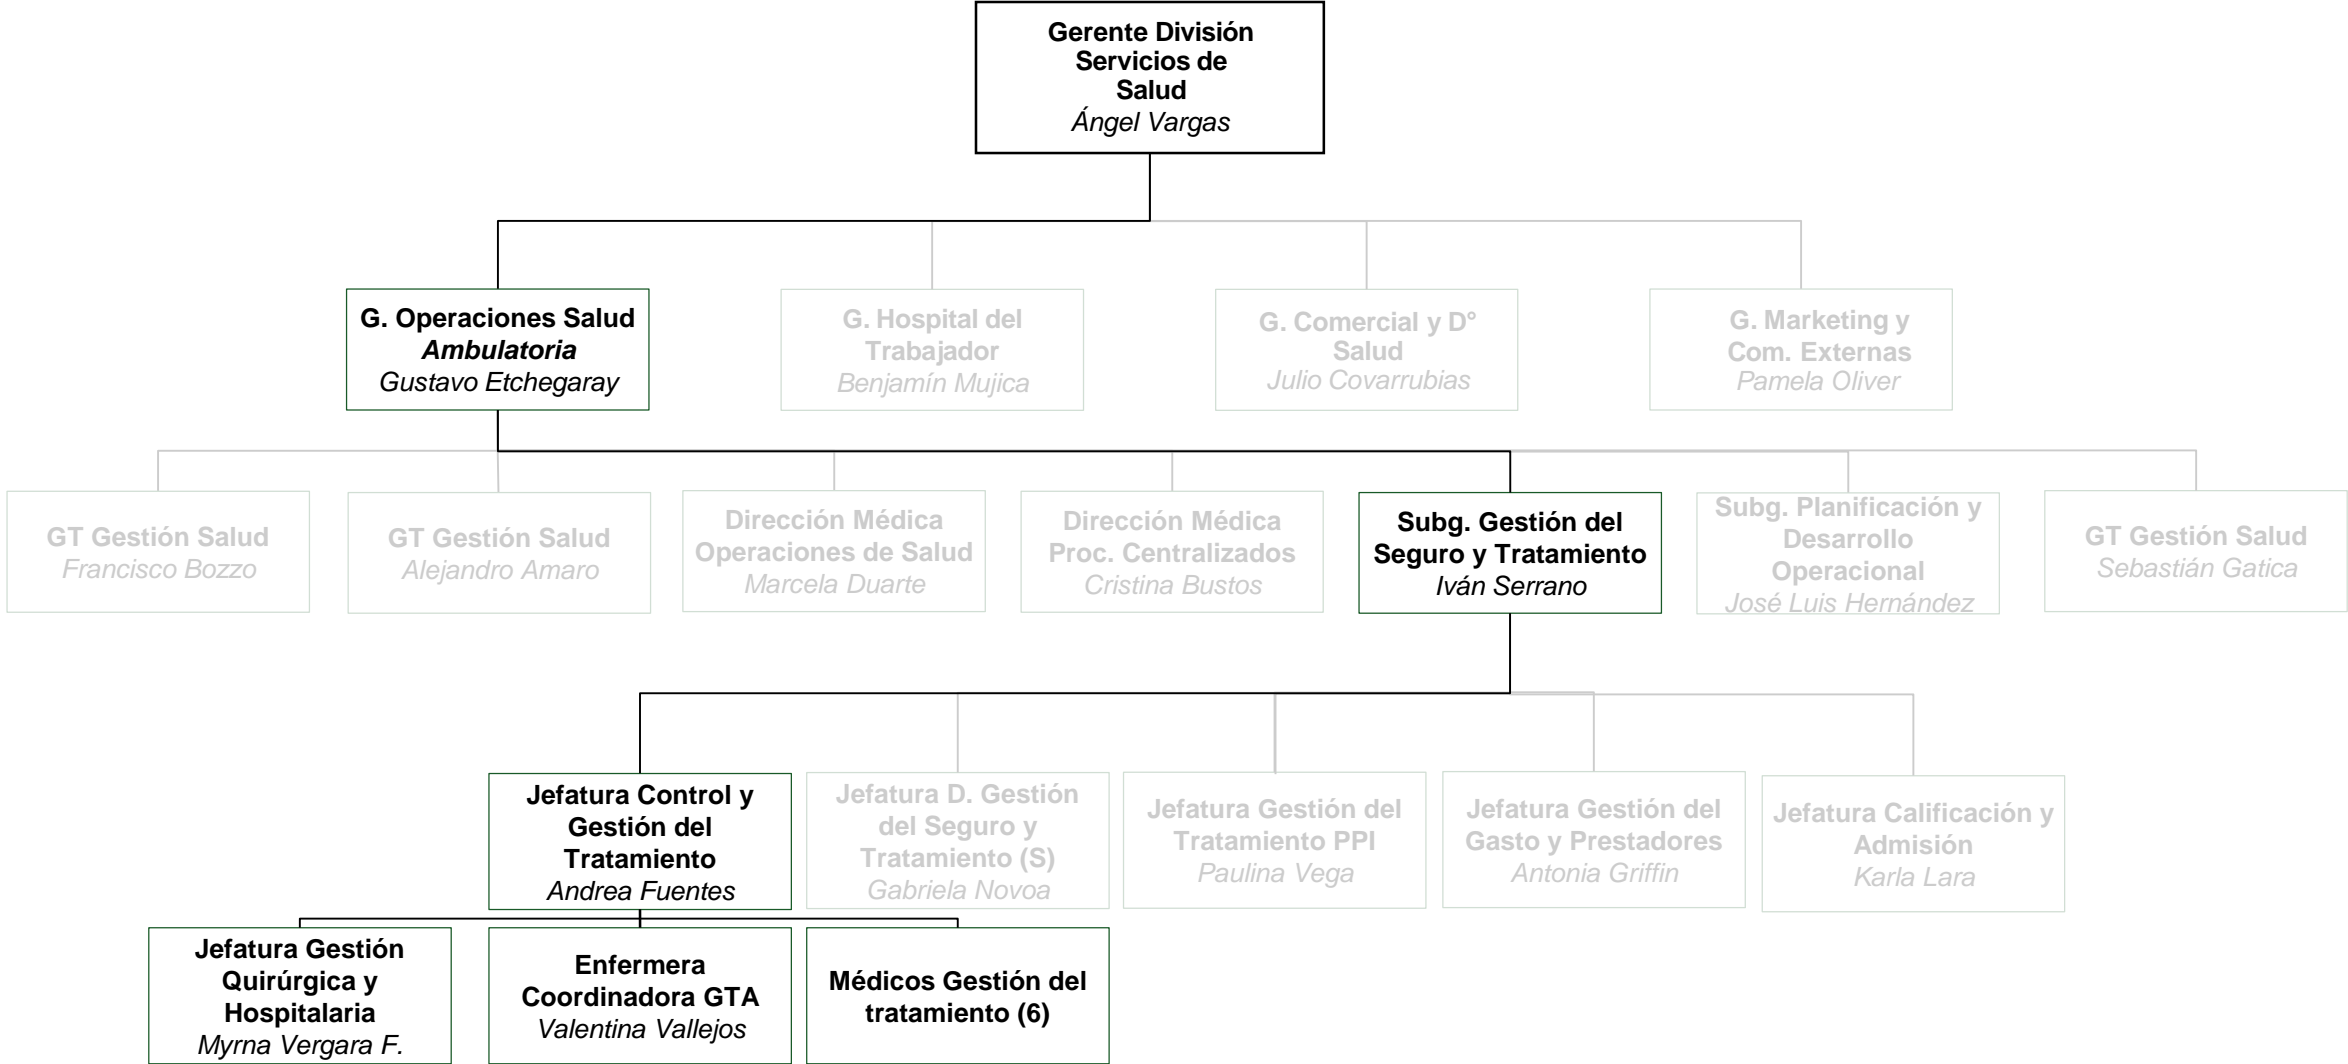 Gerente División
Servicios de
Salud
Ángel Vargas
G. Operaciones Salud
Ambulatoria
Gustavo Etchegaray
G. Hospital del
Trabajador
Benjamín Mujica
G. Comercial y D°
Salud
Julio Covarrubias
G. Marketing y
Com. Externas
Pamela Oliver
GT Gestión Salud
Francisco Bozzo
GT Gestión Salud
Alejandro Amaro
Dirección Médica
Operaciones de Salud
Marcela Duarte
Dirección Médica
Proc. Centralizados
Cristina Bustos
Subg. Gestión del
Seguro y Tratamiento
Iván Serrano
Subg. Planificación y
Desarrollo
Operacional
José Luis Hernández
GT Gestión Salud
Sebastián Gatica
Jefatura Control y
Gestión del
Tratamiento
Andrea Fuentes
Jefatura D. Gestión
del Seguro y
Tratamiento (S)
Gabriela Novoa
Jefatura Gestión del
Tratamiento PPI
Paulina Vega
Jefatura Gestión del
Gasto y Prestadores
Antonia Griffin
Jefatura Calificación y
Admisión
Karla Lara
Jefatura Gestión
Quirúrgica y
Hospitalaria
Myrna Vergara F.
Enfermera
Coordinadora GTA
Valentina Vallejos
Médicos Gestión del
tratamiento (6)